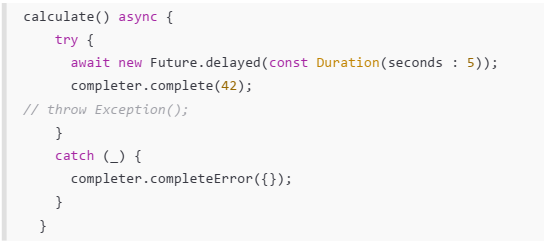 calculate() async {
    try {
      await new Future.delayed(const Duration(seconds : 5));
      completer.complete(42);
// throw Exception();
    }
    catch (_) {
      completer.completeError({});
    }
  }